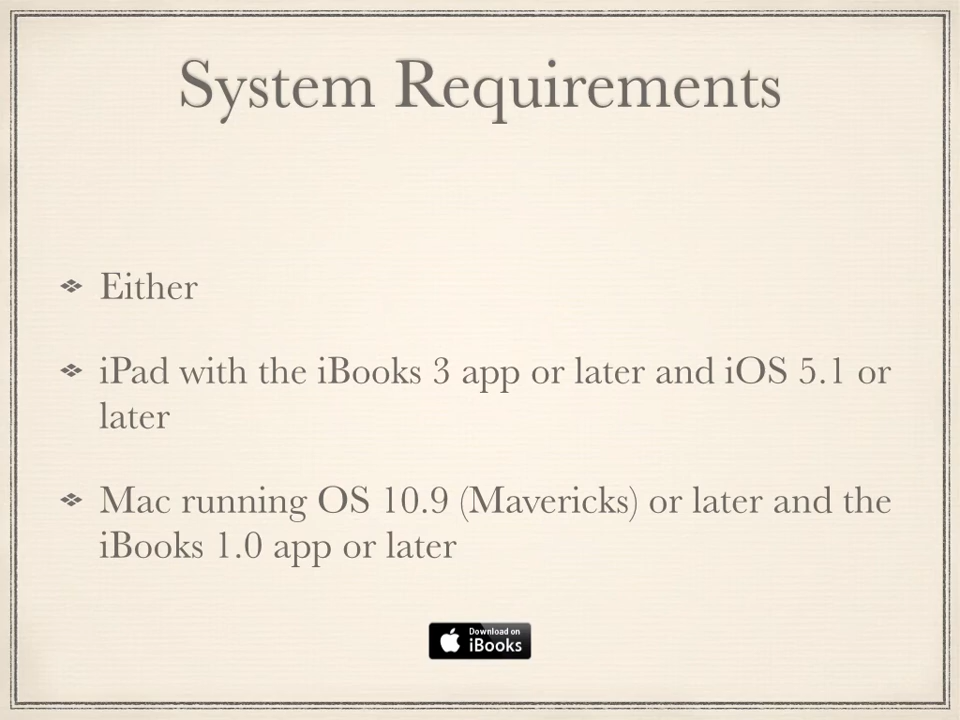 System Requirements
Either
iPad with the iBooks 3 app or later and iOS 5.1 or
later
Mac running OS 10.9 (Mavericks) or later and the
iBooks 1.0 app or later
Download on
iBooks